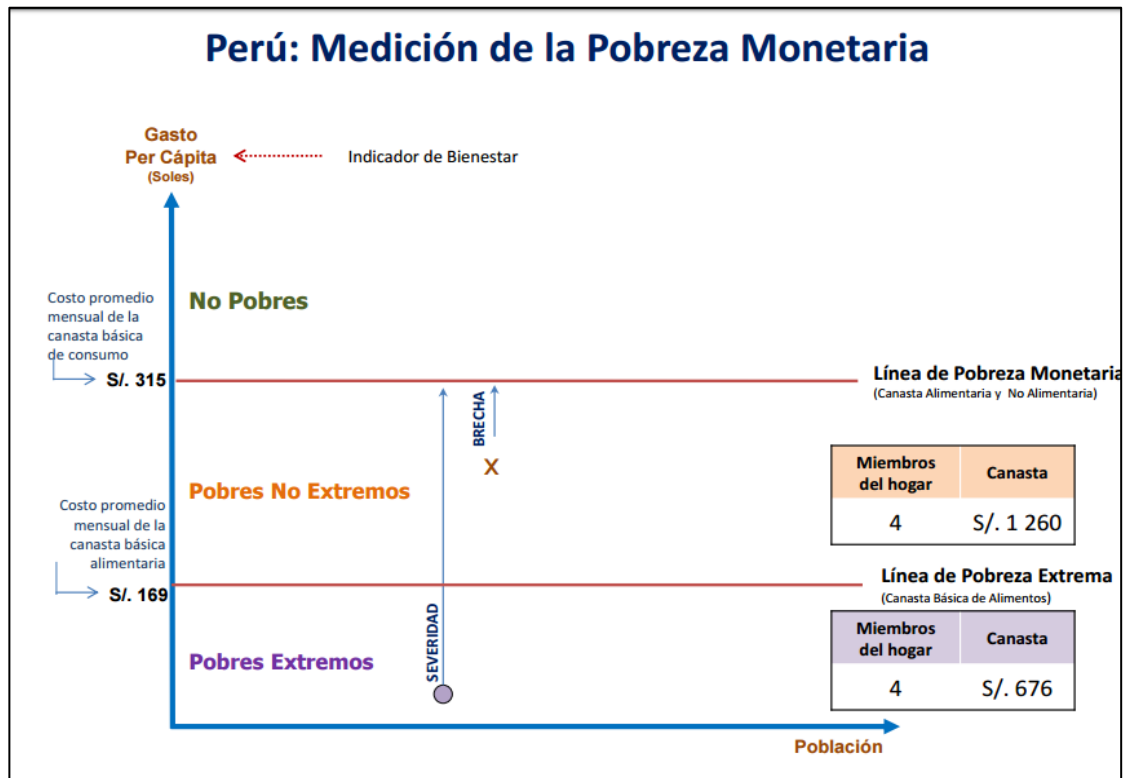 Perú: Medición de la Pobreza Monetaria
Gasto
Per Cápita
(Soles)
Indicador de Bienestar
No Pobres
Costo promedio
mensual de la
canasta básica
de consumo
S/. 315
Línea de Pobreza Monetaria
(Canasta Alimentaria y No Alimentaria)
BRECHA
X
Pobres No Extremos
Miembros
del hogar
Canasta
4
S/. 1 260
Costo promedio
mensual de la
canasta básica
alimentaria
S/. 169
Línea de Pobreza Extrema
(Canasta Básica de Alimentos)
SEVERIDAD
Pobres Extremos
Miembros
del hogar
Canasta
4
S/. 676
Población